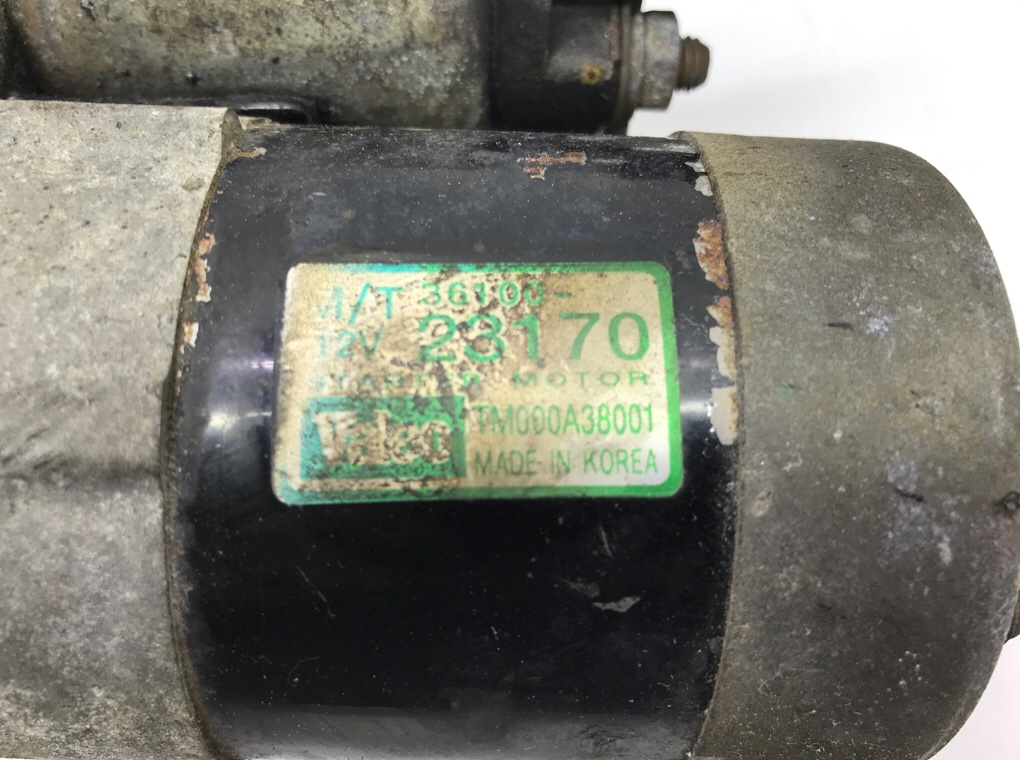 M/T 36100-
12V 23170
STARTER MOTOR
Valeo
TM000A38001
MADE IN KOREA